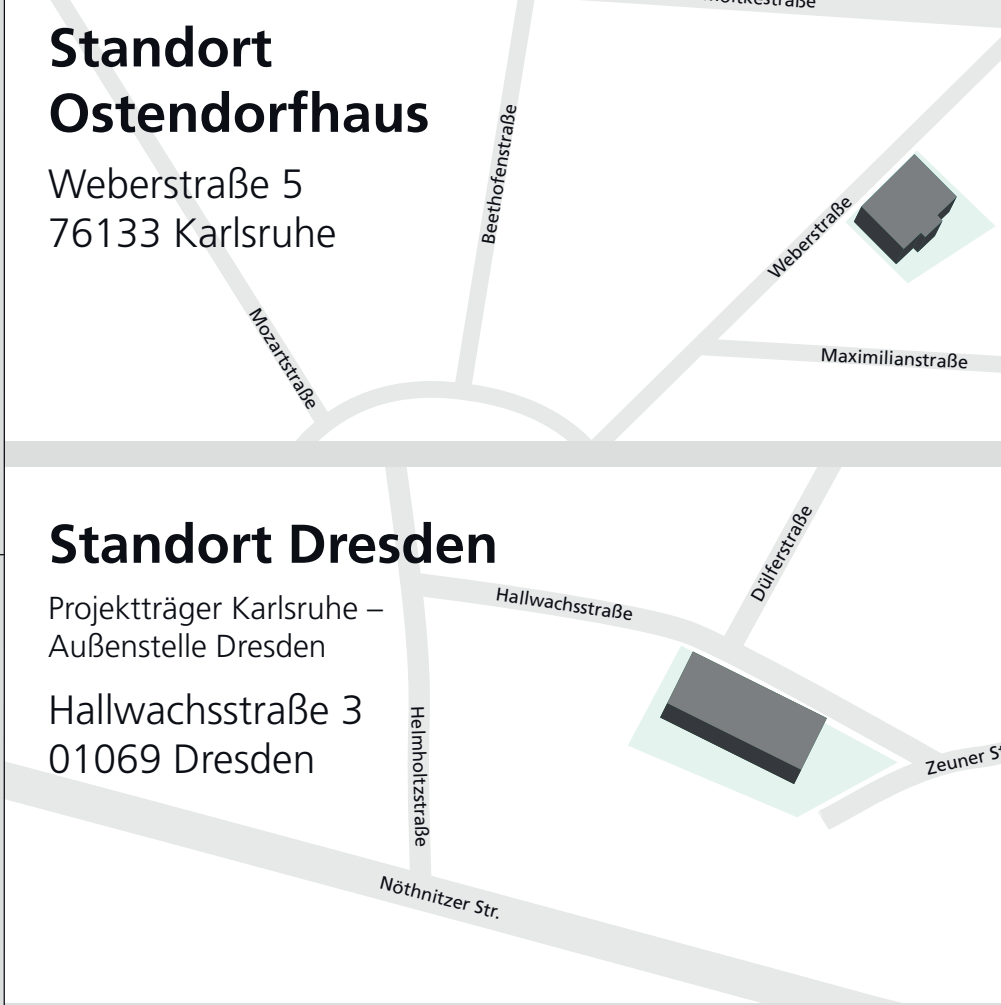 Standort
Ostendorfhaus
Weberstraße 5
76133 Karlsruhe
Beethofenstraße
Weberstraße
Mozartstraße
Maximilianstraße
Standort Dresden
Projektträger Karlsruhe –
Außenstelle Dresden
Hallwachsstraße 3
01069 Dresden
Hallwachsstraße
Dülferstraße
Helmholtzstraße
Zeuner
Nöthnitzer Str.